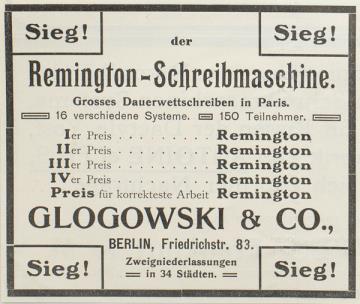 Sieg!
Sieg!
der
Remington-Schreibmaschine.
Grosses Dauerwettschreiben in Paris.
16 verschiedene Systeme. 150 Teilnehmer.
Ier Preis . . . . . . . . Remington
IIer Preis . . . . . . . . Remington
IIIer Preis . . . . . . . . Remington
IVer Preis . . . . . . . . Remington
Preis für korrekteste Arbeit Remington
GLOGOWSKI & CO.,
BERLIN, Friedrichstr. 83.
Sieg!
Zweigniederlassungen
in 34 Städten.
Sieg!